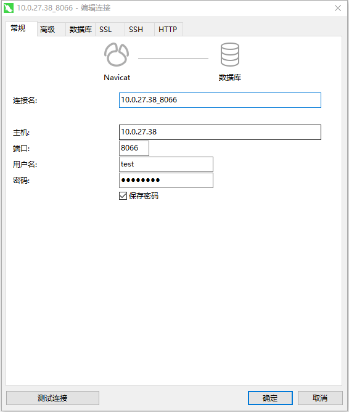 10.0.27.38_8066 - 编辑连接
常规 高级 数据库 SSL SSH HTTP
Navicat 数据库
连接名: 10.0.27.38_8066
主机: 10.0.27.38
端口: 8066
用户名: test
密码: ●●●●●●●●
保存密码
测试连接 确定 取消